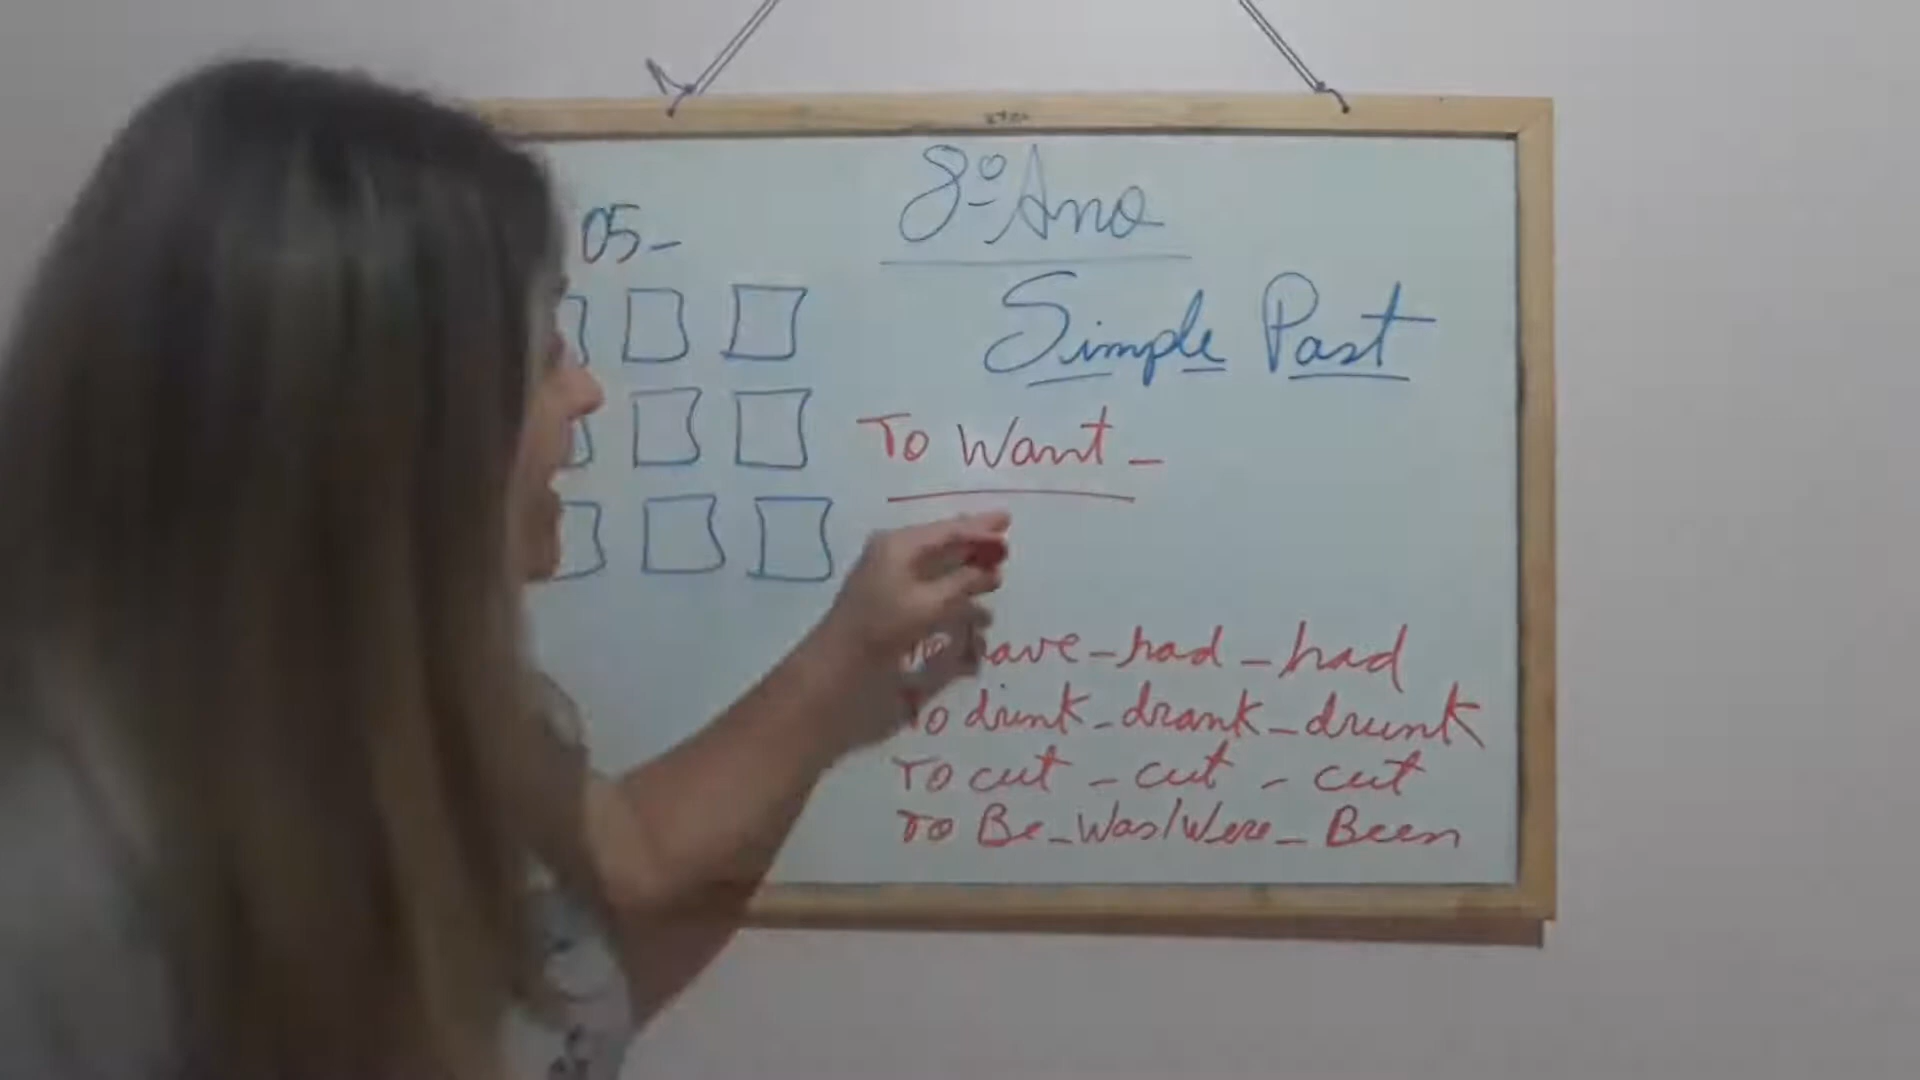 8º Ano
05-
Simple Past
To Want -
To have - had - had
To drink - drank - drunk
To cut - cut - cut
To Be - Was/Were - Been